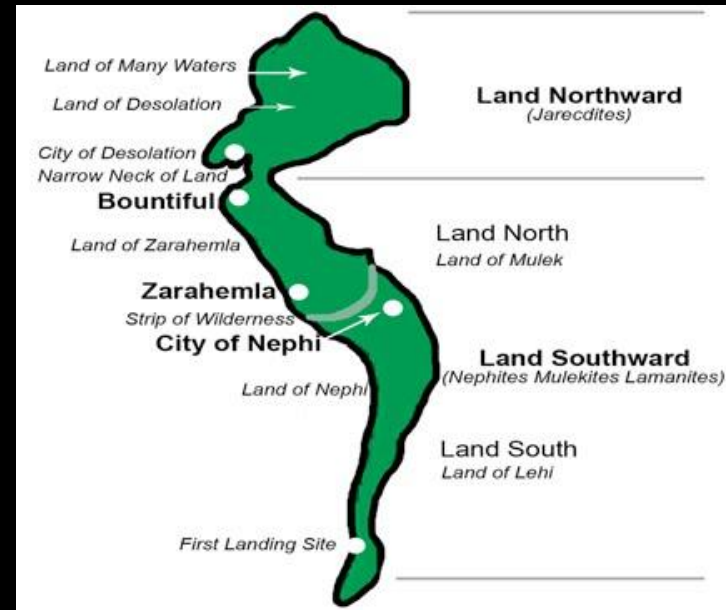 Land of Many Waters
Land of Desolation
Land Northward
(Jarecdites)
City of Desolation
Narrow Neck of Land
Bountiful
Land of Zarahemla
Land North
Land of Mulek
Zarahemla
Strip of Wilderness
City of Nephi
Land Southward
(Nephites Mulekites Lamanites)
Land of Nephi
Land South
Land of Lehi
First Landing Site